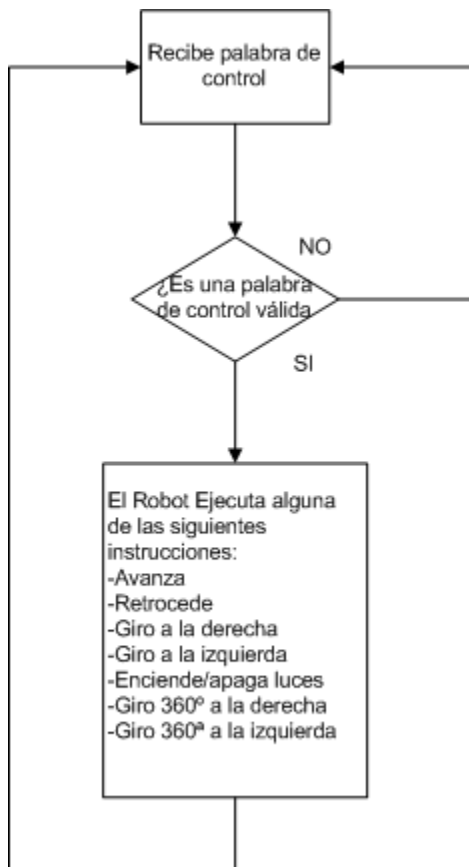 Recibe palabra de
control
NO
¿Es una palabra
de control válida
SI
El Robot Ejecuta alguna
de las siguientes
instrucciones:
-Avanza
-Retrocede
-Giro a la derecha
-Giro a la izquierda
-Enciende/apaga luces
-Giro 360º a la derecha
-Giro 360ª a la izquierda